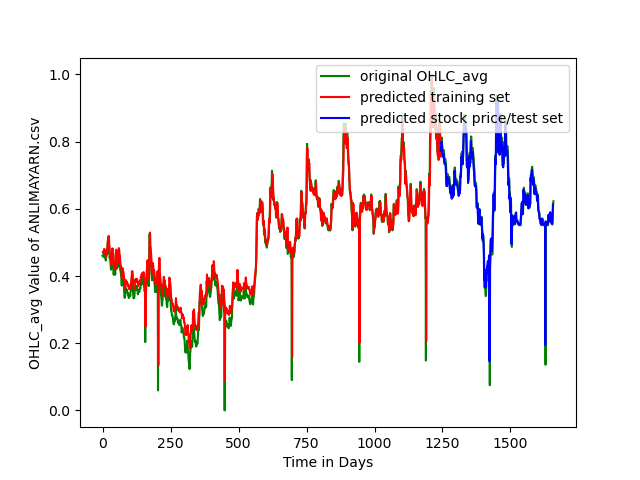 original OHLC_avg
predicted training set
predicted stock price/test set
OHLC_avg Value of ANLIMAYARN.csv
1.0
0.8
0.6
0.4
0.2
0.0
0 250 500 750 1000 1250 1500
Time in Days